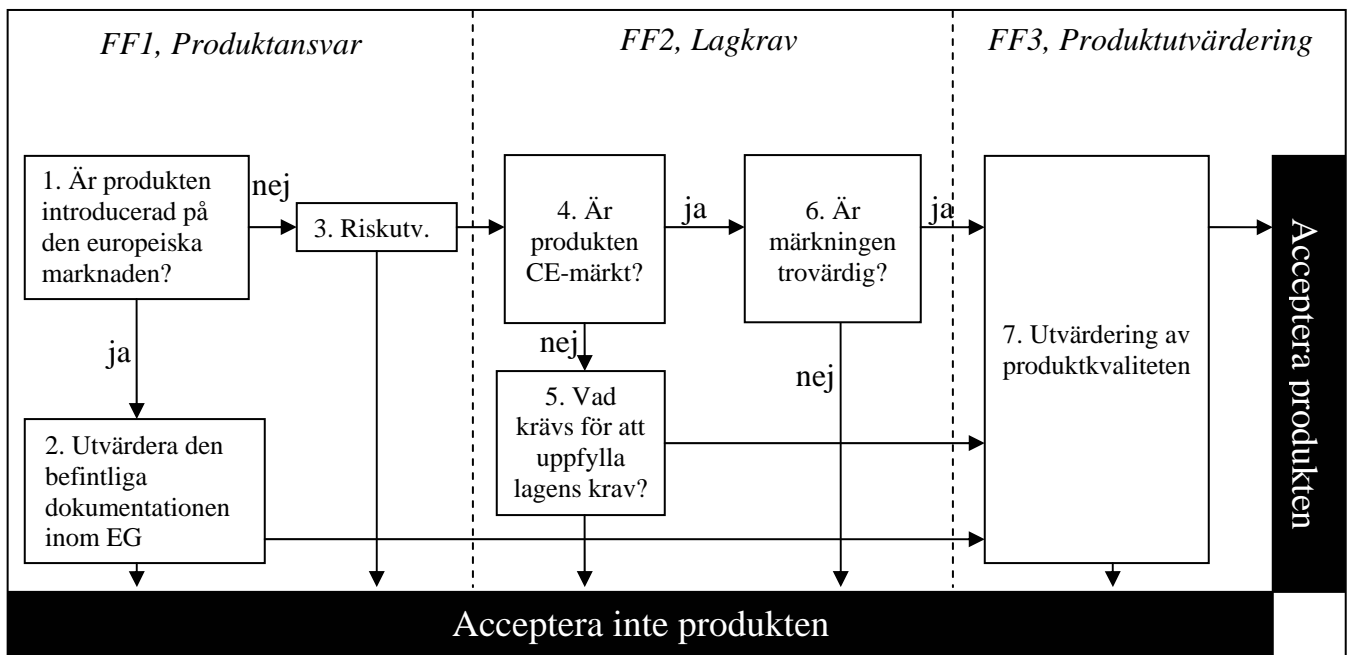 FF1, Produktansvar
FF2, Lagkrav
FF3, Produktutvärdering
1. Är produkten
introducerad på
den europeiska
marknaden?
nej
ja
2. Utvärdera den
befintliga
dokumentationen
inom EG
3. Riskutv.
4. Är
produkten
CE-märkt?
ja
nej
5. Vad
krävs för att
uppfylla
lagens krav?
6. Är
märkningen
trovärdig?
ja
nej
7. Utvärdering av
produktkvaliteten
Acceptera produkten
Acceptera inte produkten